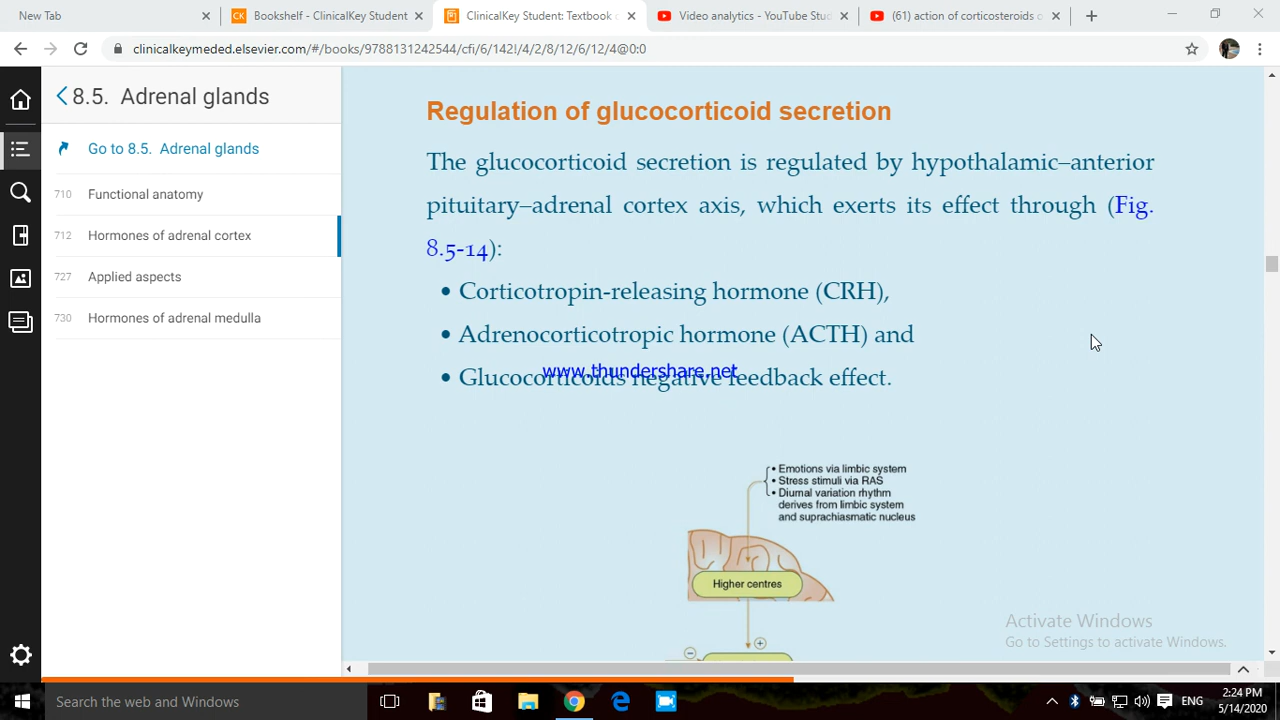 New Tab
Bookshelf - ClinicalKey Student
ClinicalKey Student: Textbook
Video analytics - YouTube Stu
(61) action of corticosteroids
clinicalkeymeded.elsevier.com/#/books/9788131242544/cfi/6/142!/4/2/8/12/6/12/4@0:0
8.5. Adrenal glands
Go to 8.5. Adrenal glands
710 Functional anatomy
712 Hormones of adrenal cortex
727 Applied aspects
730 Hormones of adrenal medulla
Regulation of glucocorticoid secretion
The glucocorticoid secretion is regulated by hypothalamic–anterior
pituitary–adrenal cortex axis, which exerts its effect through (Fig.
8.5-14):
• Corticotropin-releasing hormone (CRH),
• Adrenocorticotropic hormone (ACTH) and
www.thundershare.net
• Glucocorticoids negative feedback effect.
• Emotions via limbic system
• Stress stimuli via RAS
• Diumal variation rhythm
derives from limbic system
and suprachiasmatic nucleus
Higher centres
+
−
Activate Windows
Go to Settings to activate Windows.
Search the web and Windows
ENG
2:24 PM
5/14/2020